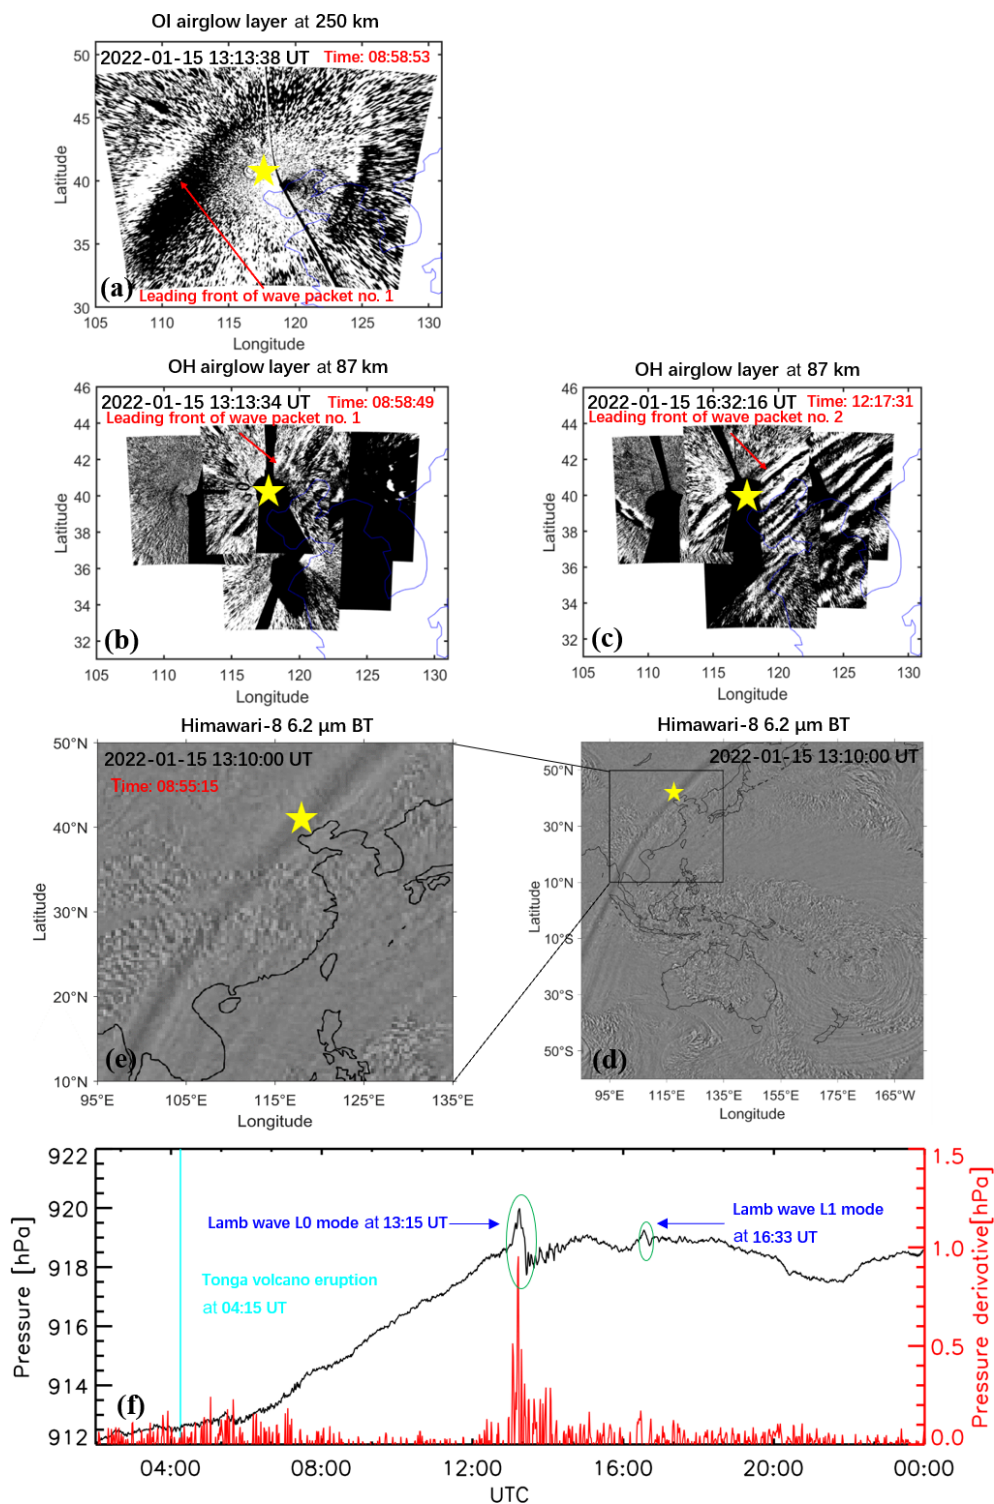 OI airglow layer at 250 km
2022-01-15 13:13:38 UT
Time: 08:58:53
50
45
40
35
30
Latitude
(a)
Leading front of wave packet no. 1
105
110
115
120
125
130
Longitude
OH airglow layer at 87 km
2022-01-15 13:13:34 UT
Time: 08:58:49
Leading front of wave packet no. 1
46
44
42
40
38
36
34
32
Latitude
(b)
105
110
115
120
125
130
Longitude
OH airglow layer at 87 km
2022-01-15 16:32:16 UT
Time: 12:17:31
Leading front of wave packet no. 2
46
44
42
40
38
36
34
32
Latitude
(c)
105
110
115
120
125
130
Longitude
Himawari-8 6.2 μm BT
2022-01-15 13:10:00 UT
Time: 08:55:15
50°N
40°N
30°N
20°N
10°N
Latitude
(e)
95°E
105°E
115°E
125°E
135°E
Longitude
Himawari-8 6.2 μm BT
2022-01-15 13:10:00 UT
50°N
30°N
10°N
10°S
30°S
50°S
Latitude
(d)
95°E
115°E
135°E
155°E
175°E
165°W
Longitude
922
920
918
916
914
912
Pressure [hPa]
Lamb wave L0 mode at 13:15 UT
Lamb wave L1 mode
at 16:33 UT
Tonga volcano eruption
at 04:15 UT
(f)
1.5
1.0
0.5
0.0
Pressure derivative[hPa]
04:00
08:00
12:00
16:00
20:00
00:00
UTC